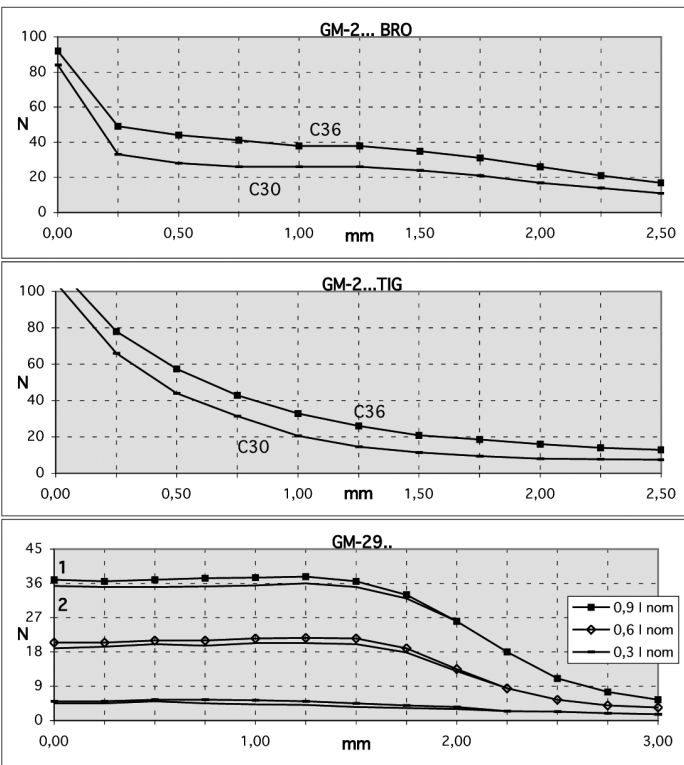 GM-2... BRO
100
80
60
N
40
C36
20
C30
0
0,00 0,50 1,00 mm 1,50 2,00 2,50
GM-2...TIG
100
80
60
N
40
C36
20
C30
0
0,00 0,50 1,00 mm 1,50 2,00 2,50
GM-29..
45
1
36
2
27
N
18
9
0
0,9 I nom
0,6 I nom
0,3 I nom
0,00 1,00 mm 2,00 3,00